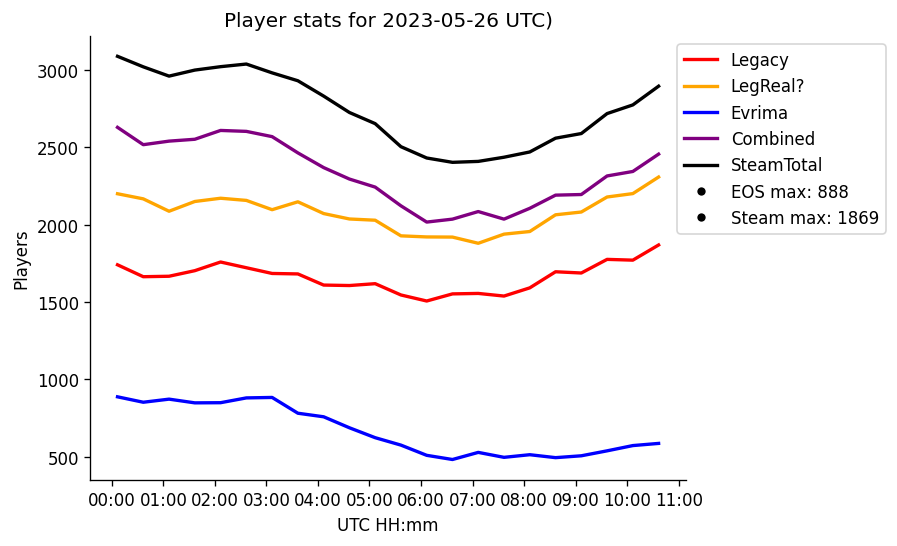 Player stats for 2023-05-26 UTC)
Legacy
LegReal?
Evrima
Combined
SteamTotal
EOS max: 888
Steam max: 1869
Players
3000
2500
2000
1500
1000
500
00:00 01:00 02:00 03:00 04:00 05:00 06:00 07:00 08:00 09:00 10:00 11:00
UTC HH:mm